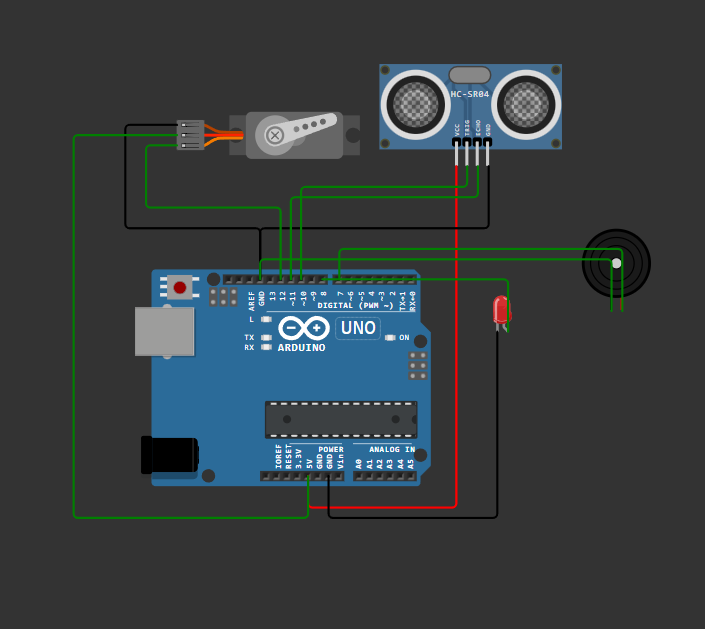 HC-SR04
VCC
TRIG
ECHO
GND
AREF
GND
13
12
~11
~10
~9
8
7
~6
~5
4
~3
2
TX→1
RX←0
DIGITAL (PWM ~)
L
UNO
TX
RX
ON
ARDUINO
POWER
ANALOG IN
IOREF
RESET
3.3V
5V
GND
GND
Vin
A0
A1
A2
A3
A4
A5